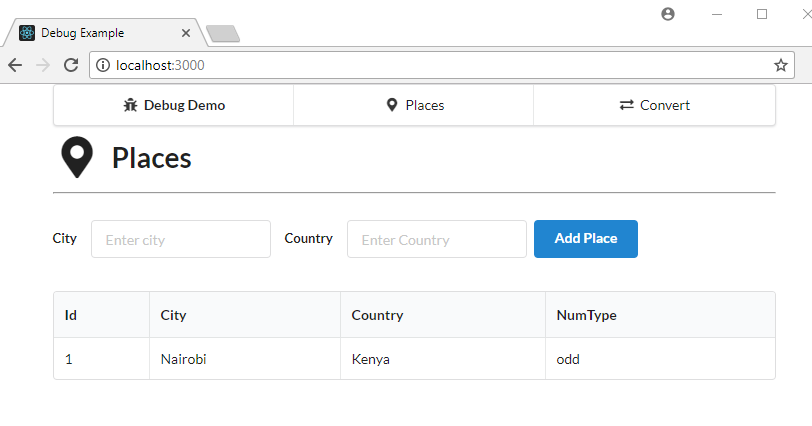 Debug Example
localhost:3000
Debug Demo Places Convert
Places
City Enter city Country Enter Country Add Place
Id City Country NumType
1 Nairobi Kenya odd